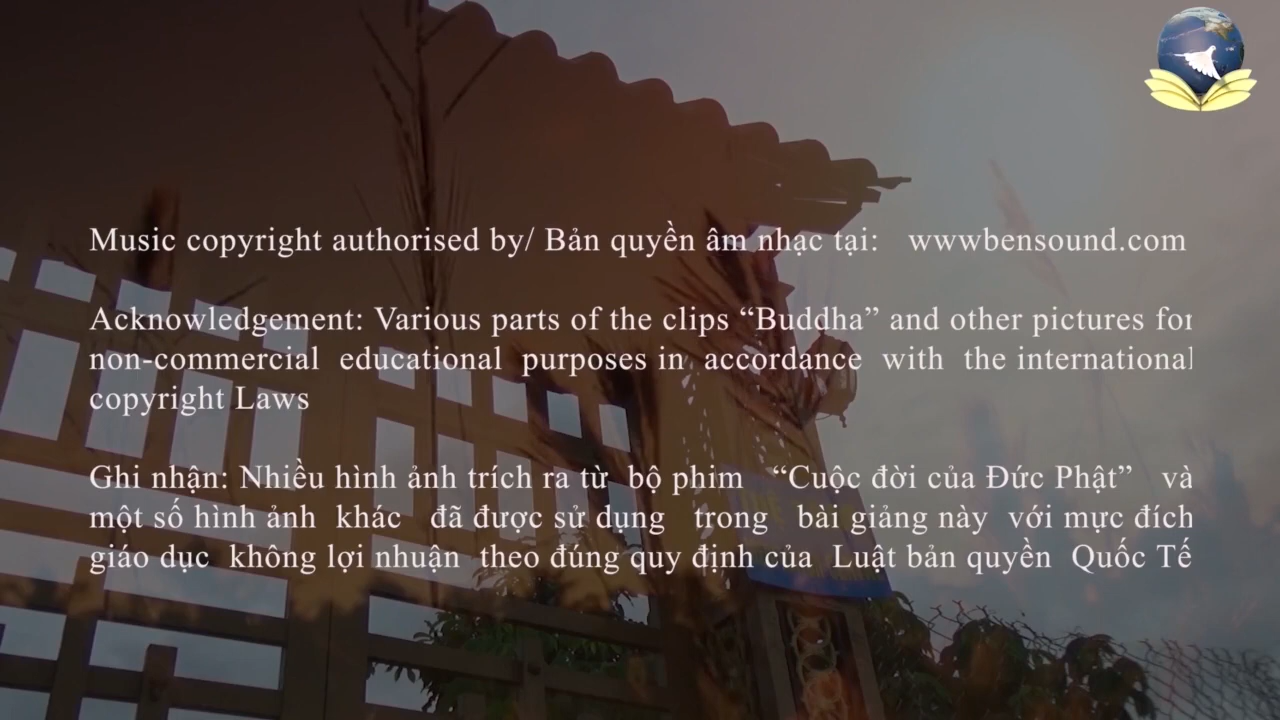 Music copyright authorised by/ Bản quyền âm nhạc tại: wwwbensound.com
Acknowledgement: Various parts of the clips “Buddha” and other pictures for
non-commercial educational purposes in accordance with the international
copyright Laws
Ghi nhận: Nhiều hình ảnh trích ra từ bộ phim “Cuộc đời của Đức Phật” và
một số hình ảnh khác đã được sử dụng trong bài giảng này với mực đích
giáo dục không lợi nhuận theo đúng quy định của Luật bản quyền Quốc Tế